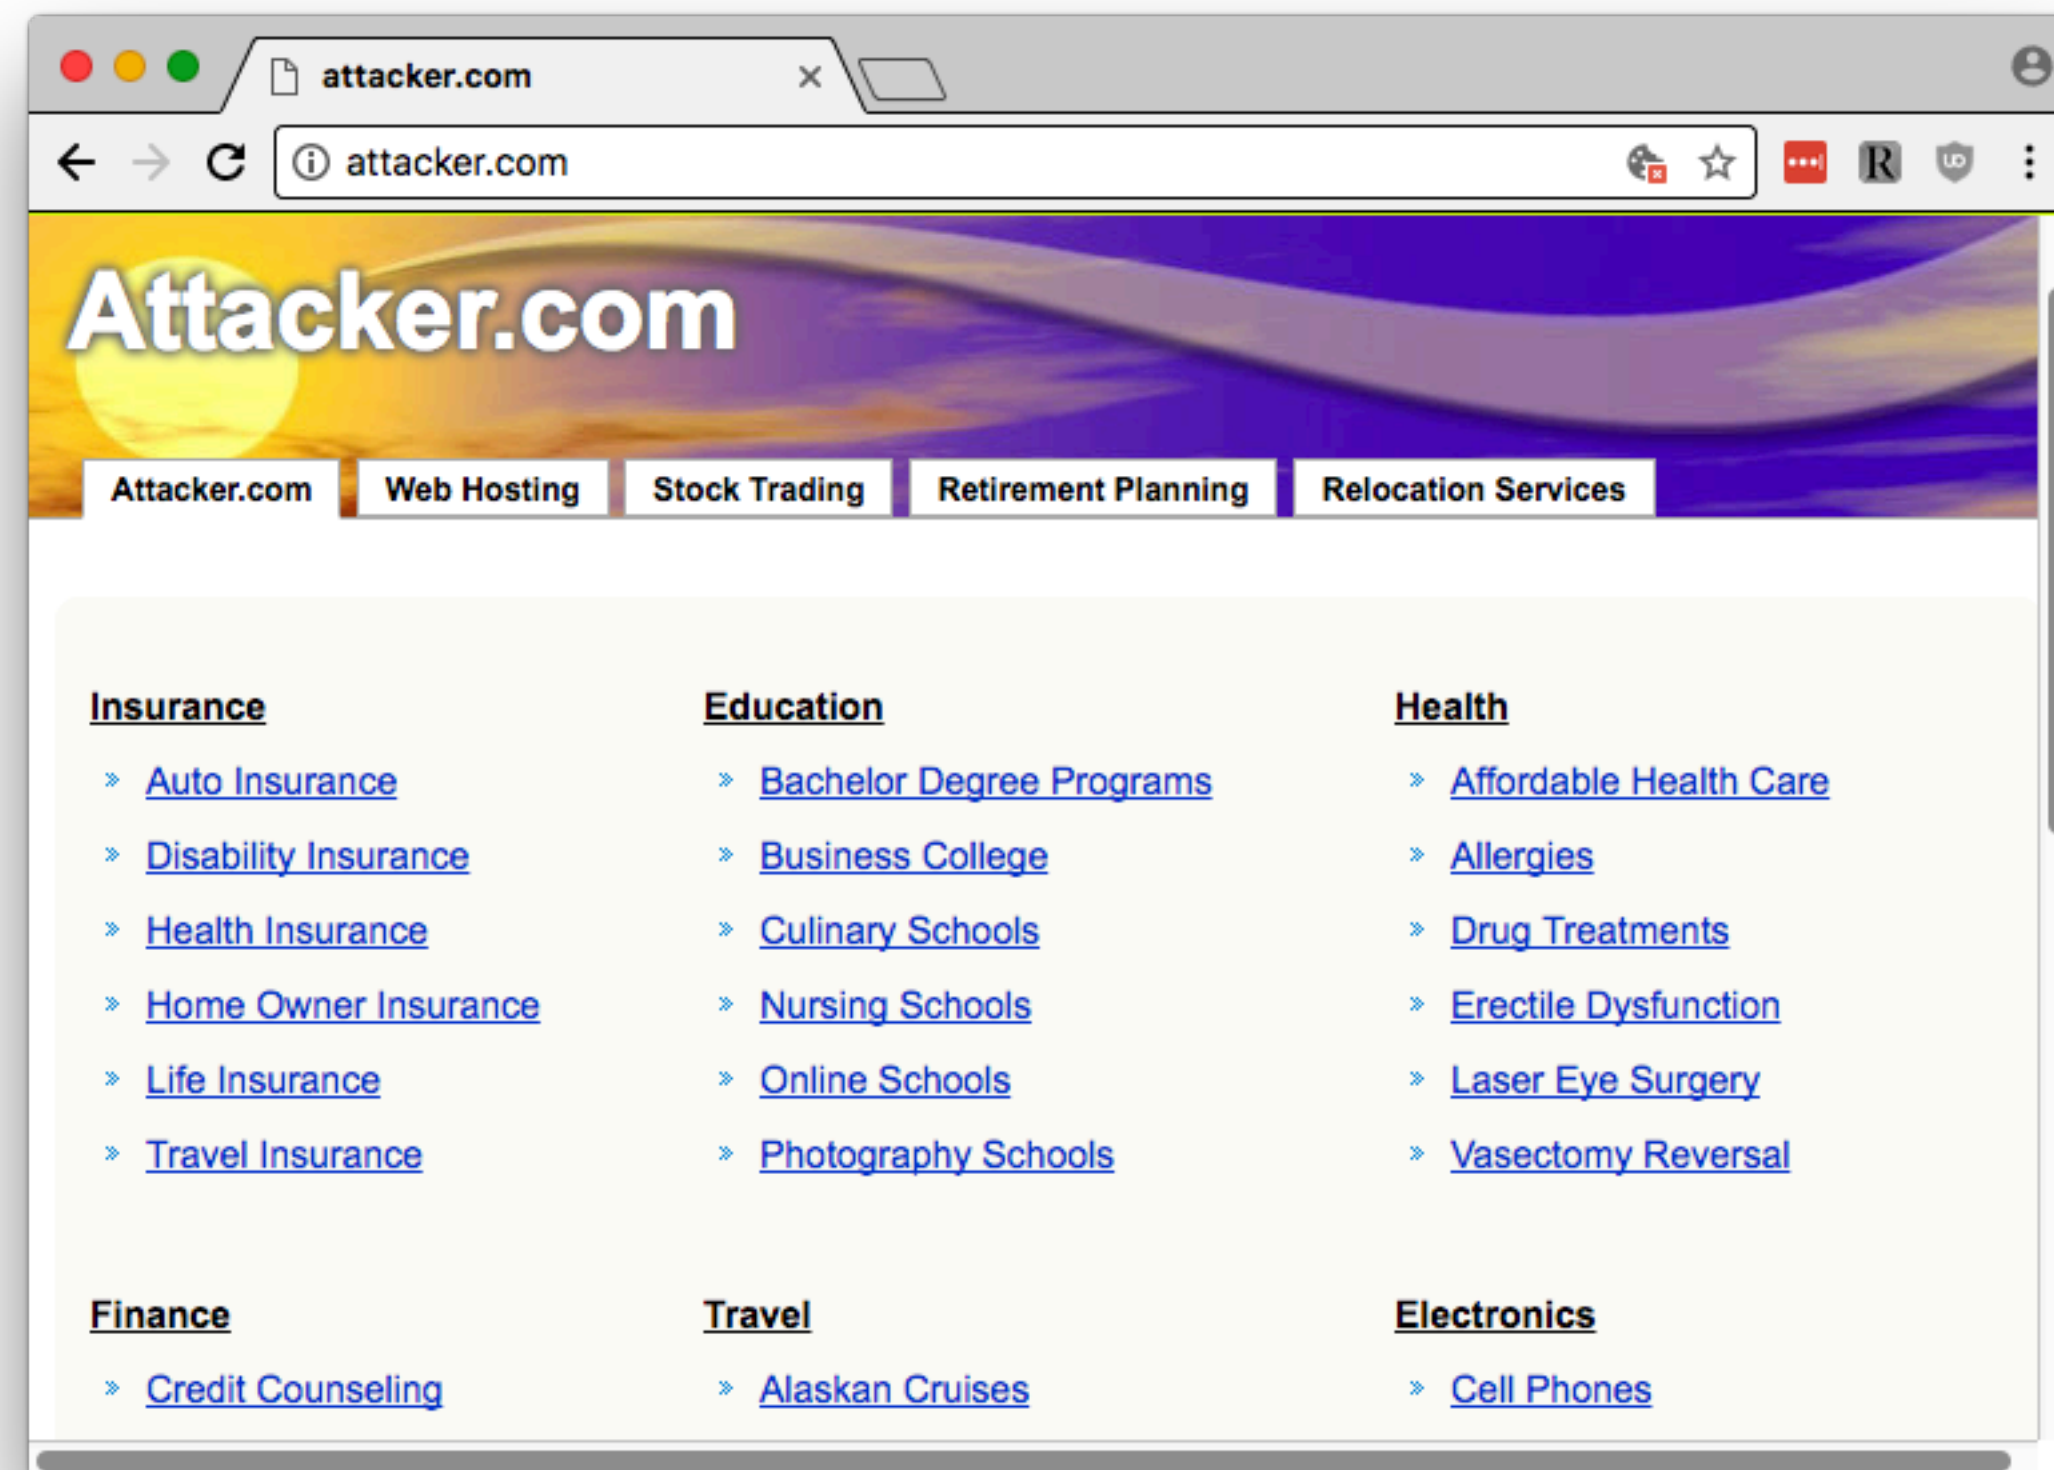 attacker.com
attacker.com
R
UD
Attacker.com
Attacker.com Web Hosting Stock Trading Retirement Planning Relocation Services
Insurance
» Auto Insurance
» Disability Insurance
» Health Insurance
» Home Owner Insurance
» Life Insurance
» Travel Insurance
Education
» Bachelor Degree Programs
» Business College
» Culinary Schools
» Nursing Schools
» Online Schools
» Photography Schools
Health
» Affordable Health Care
» Allergies
» Drug Treatments
» Erectile Dysfunction
» Laser Eye Surgery
» Vasectomy Reversal
Finance
» Credit Counseling
Travel
» Alaskan Cruises
Electronics
» Cell Phones